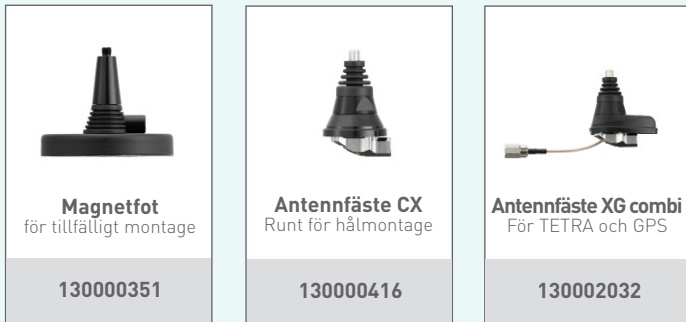 Magnetfot
för tillfälligt montage
130000351
Antennfäste CX
Runt för hålmontage
130000416
Antennfäste XG combi
För TETRA och GPS
130002032